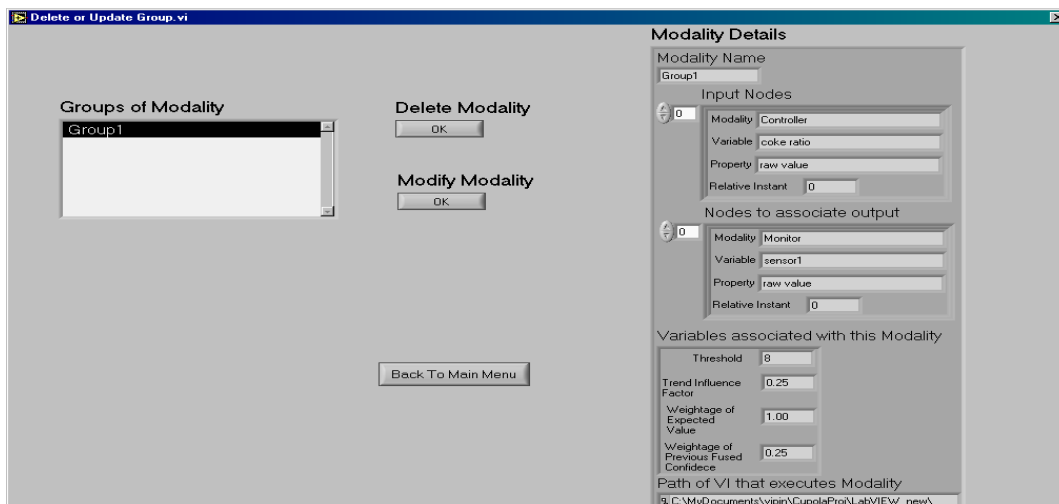 Delete or Update Group.vi
Groups of Modality
Group1
Delete Modality
OK
Modify Modality
OK
Back To Main Menu
Modality Details
Modality Name
Group1
Input Nodes
0
Modality Controller
Variable coke ratio
Property raw value
Relative Instant 0
Nodes to associate output
0
Modality Monitor
Variable sensor1
Property raw value
Relative Instant 0
Variables associated with this Modality
Threshold 8
Trend Influence
Factor
0.25
Weightage of
Expected
Value
1.00
Weightage of
Previous Fused
Confidece
0.25
Path of VI that executes Modality
C:\MyDocuments\vipin\CupolaProj\LabVIEW_new\